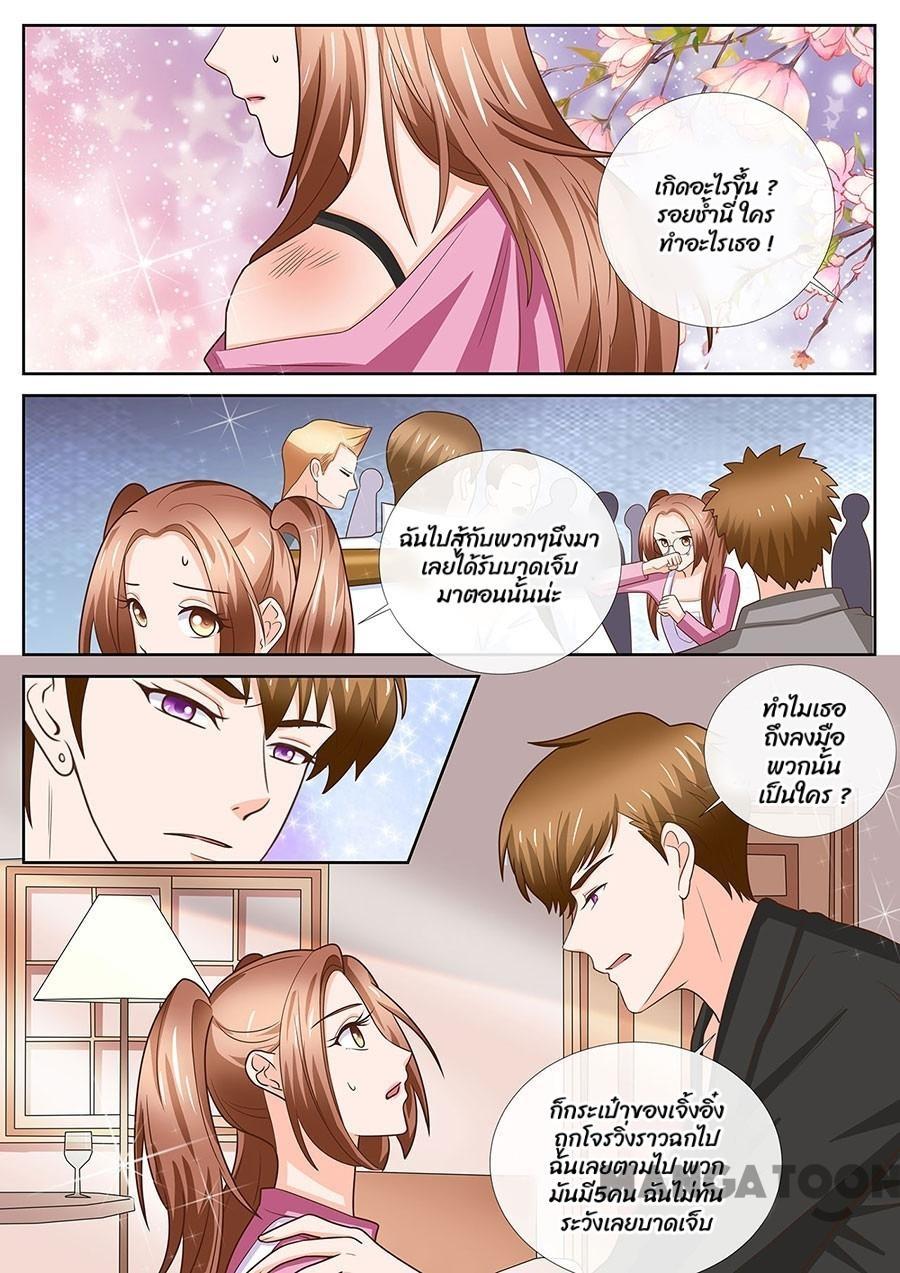 เกิดอะไรขึ้น ?
รอยช้ำนี่ ใคร
ทำอะไรเธอ !
ฉันไปสู้กับพวกๆนึงมา
เลยได้รับบาดเจ็บ
มาตอนนั้นน่ะ
ทำไมเธอ
ถึงลงมือ
พวกนั้น
เป็นใคร ?
ก็กระเป๋าของเจิ้งอิ๋ง
ถูกโจรวิ่งราวฉกไป
ฉันเลยตามไป พวก
มันมี5คน ฉันไม่ทัน
ระวังเลยบาดเจ็บ
MANGATOON